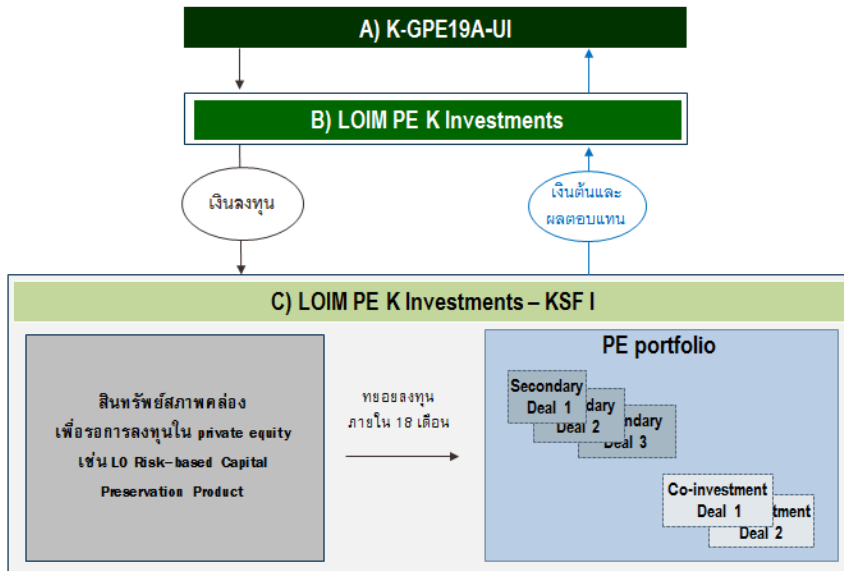 A) K-GPE19A-UI
B) LOIM PE K Investments
เงินลงทุน
เงินต้นและ
ผลตอบแทน
C) LOIM PE K Investments – KSF I
สินทรัพย์สภาพคล่อง
เพื่อรอการลงทุนใน private equity
เช่น LO Risk-based Capital
Preservation Product
ทยอยลงทุน
ภายใน 18 เดือน
PE portfolio
Secondary
Deal 1
dary
Deal 2
ndary
Deal 3
Co-investment
Deal 1
tment
Deal 2